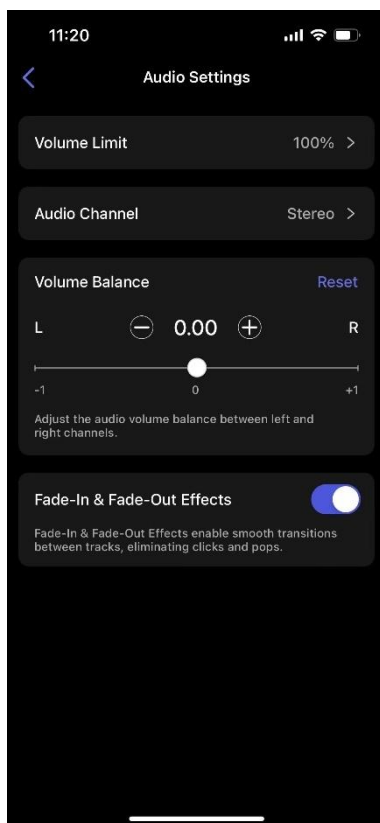 11:20
Audio Settings
Volume Limit 100% >
Audio Channel Stereo >
Volume Balance Reset
L 0.00 R
-1 0 +1
Adjust the audio volume balance between left and
right channels.
Fade-In & Fade-Out Effects
Fade-In & Fade-Out Effects enable smooth transitions
between tracks, eliminating clicks and pops.